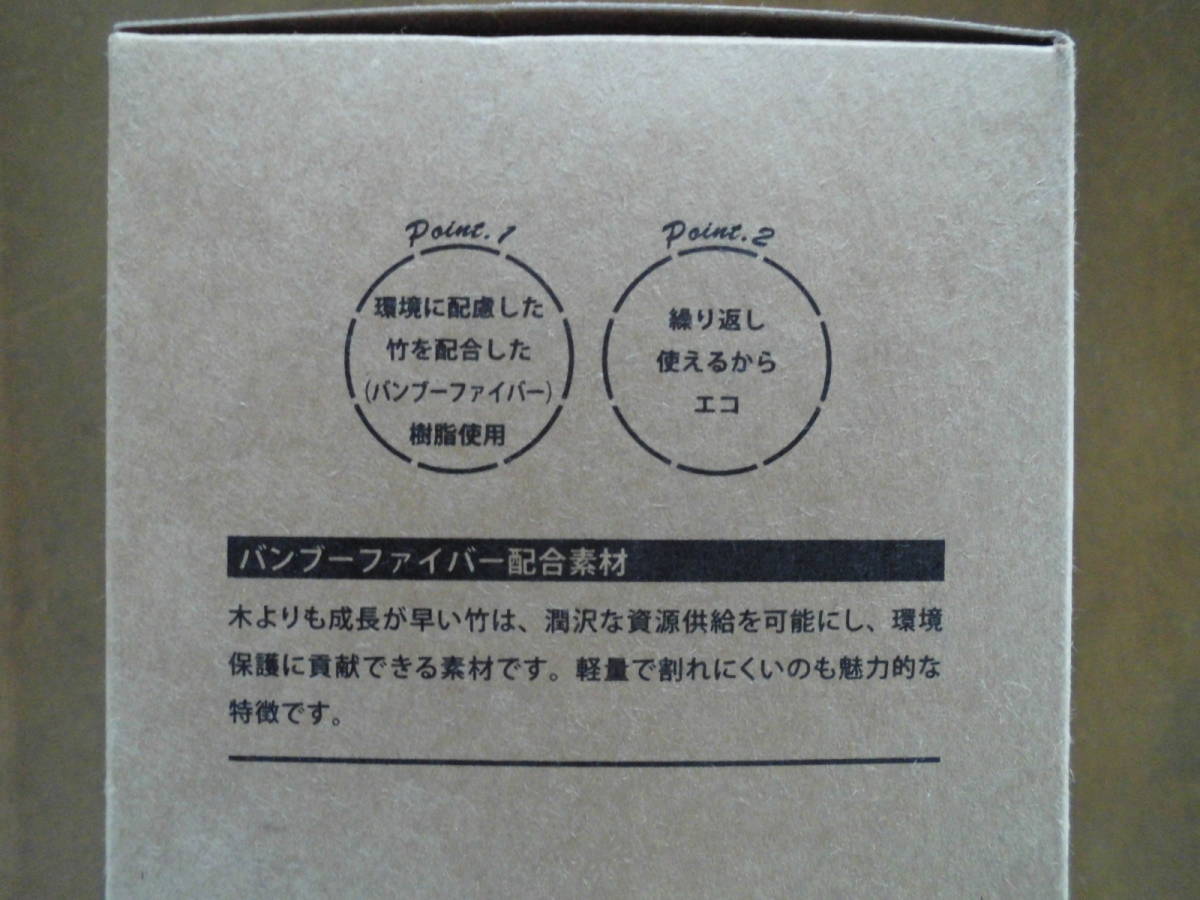 Point.1
環境に配慮した
竹を配合した
(バンブーファイバー)
樹脂使用
Point.2
繰り返し
使えるから
エコ
バンブーファイバー配合素材
木よりも成長が早い竹は、潤沢な資源供給を可能にし、環境
保護に貢献できる素材です。軽量で割れにくいのも魅力的な
特徴です。